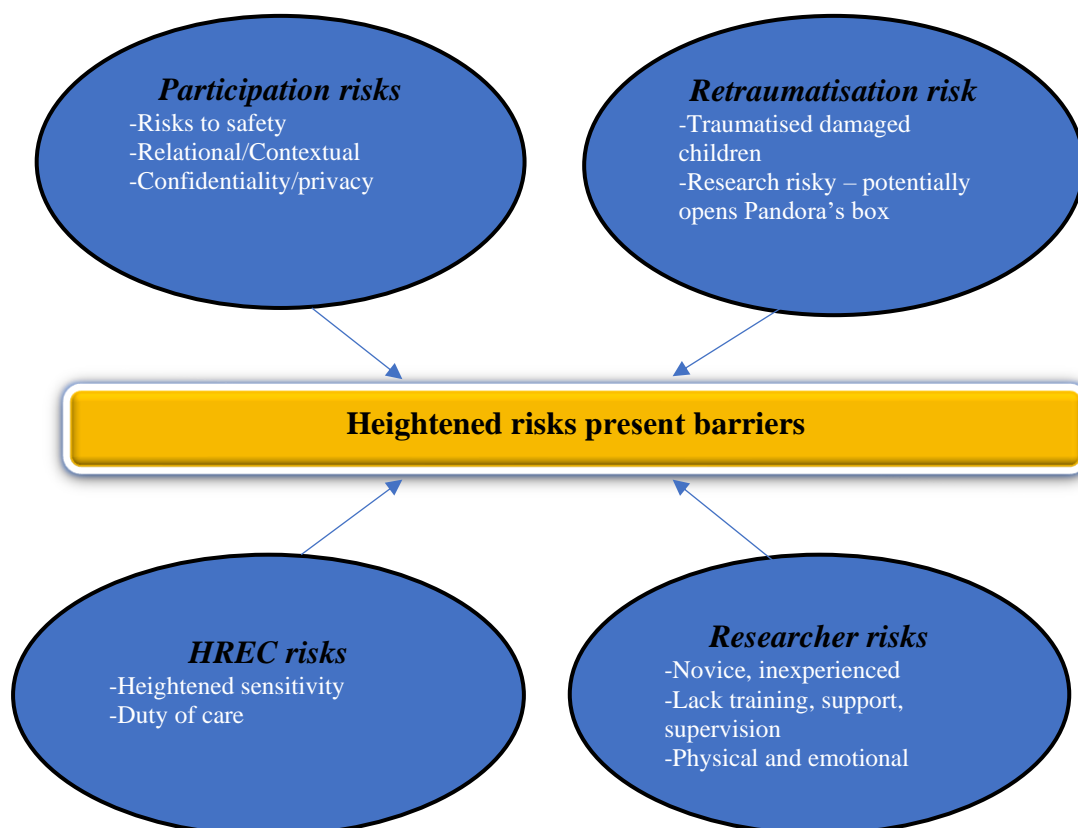 Participation risks
-Risks to safety
-Relational/Contextual
-Confidentiality/privacy
Retraumatisation risk
-Traumatised damaged
children
-Research risky – potentially
opens Pandora’s box
Heightened risks present barriers
HREC risks
-Heightened sensitivity
-Duty of care
Researcher risks
-Novice, inexperienced
-Lack training, support,
supervision
-Physical and emotional